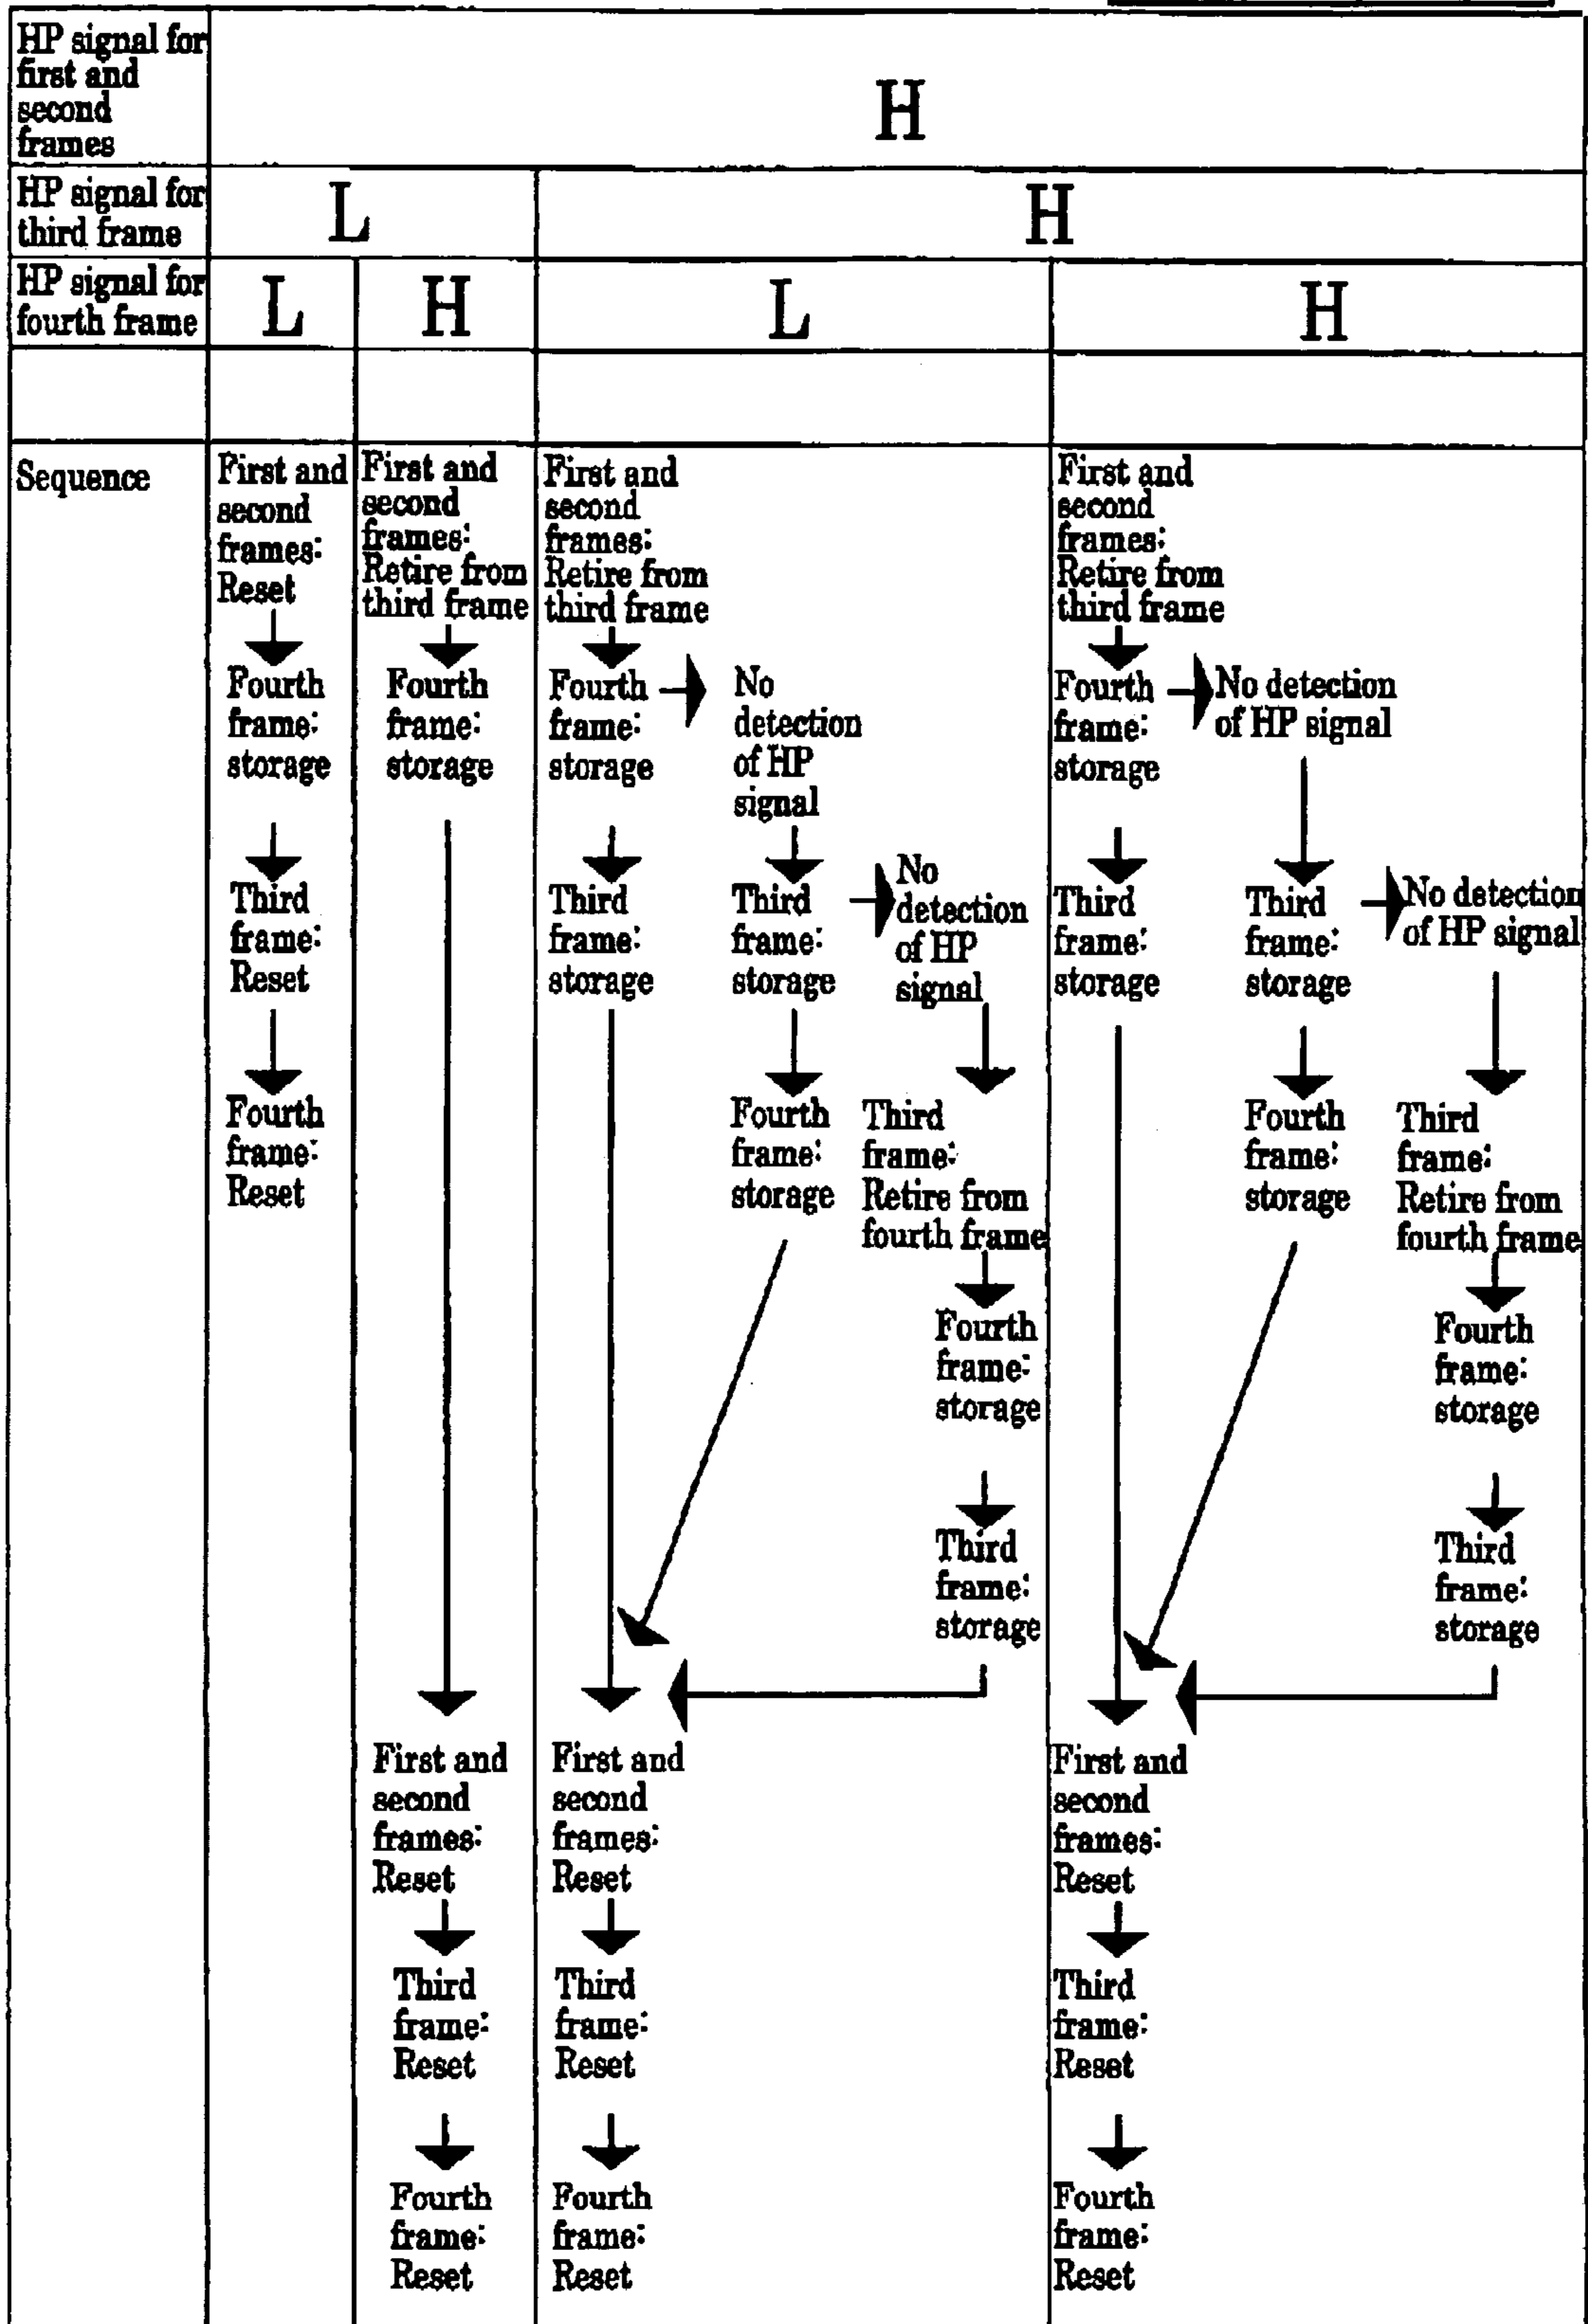 HP signal for
first and
second
frames
H
HP signal for
third frame
L
H
HP signal for
fourth frame
L
H
L
H
Sequence
First and
second
frames:
Reset
Fourth
frame:
storage
Third
frame:
Reset
Fourth
frame:
Reset
First and
second
frames:
Retire from
third frame
Fourth
frame:
storage
First and
second
frames:
Reset
Third
frame:
Reset
Fourth
frame:
Reset
First and
second
frames:
Retire from
third frame
Fourth
frame:
storage
No
detection
of HP
signal
Third
frame:
storage
Third
frame:
storage
No
detection
of HP
signal
Fourth
frame:
storage
Third
frame:
Retire from
fourth frame
Fourth
frame:
storage
Third
frame:
storage
First and
second
frames:
Reset
Third
frame:
Reset
Fourth
frame:
Reset
First and
second
frames:
Retire from
third frame
Fourth
frame:
storage
No detection
of HP signal
Third
frame:
storage
Third
frame:
storage
No detection
of HP signal
Fourth
frame:
storage
Third
frame:
Retire from
fourth frame
Fourth
frame:
storage
Third
frame:
storage
First and
second
frames:
Reset
Third
frame:
Reset
Fourth
frame:
Reset